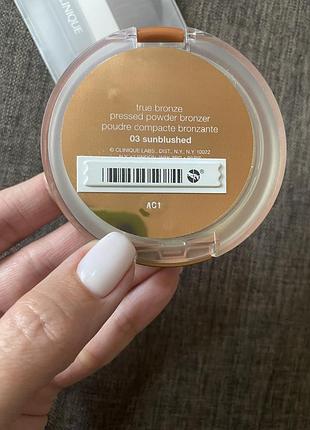 CLINIQUE
true bronze
pressed powder bronzer
poudre compacte bronzante
03 sunblushed
© CLINIQUE LABS., DIST., N.Y., N.Y. 10022
AC1